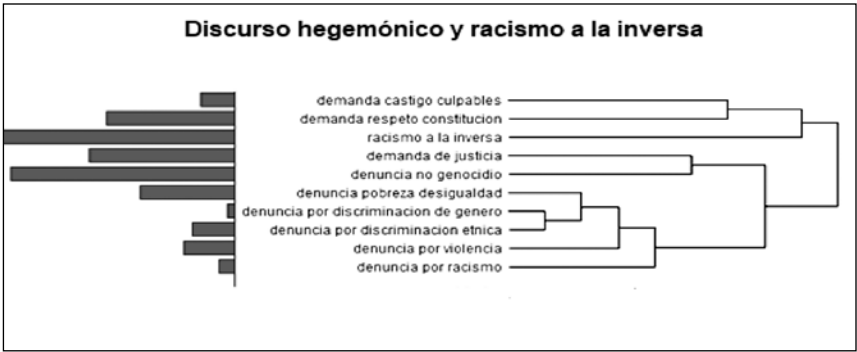 Discurso hegemónico y racismo a la inversa
demanda castigo culpables
demanda respeto constitucion
racismo a la inversa
demanda de justicia
denuncia no genocidio
denuncia pobreza desigualdad
denuncia por discriminacion de genero
denuncia por discriminacion etnica
denuncia por violencia
denuncia por racismo